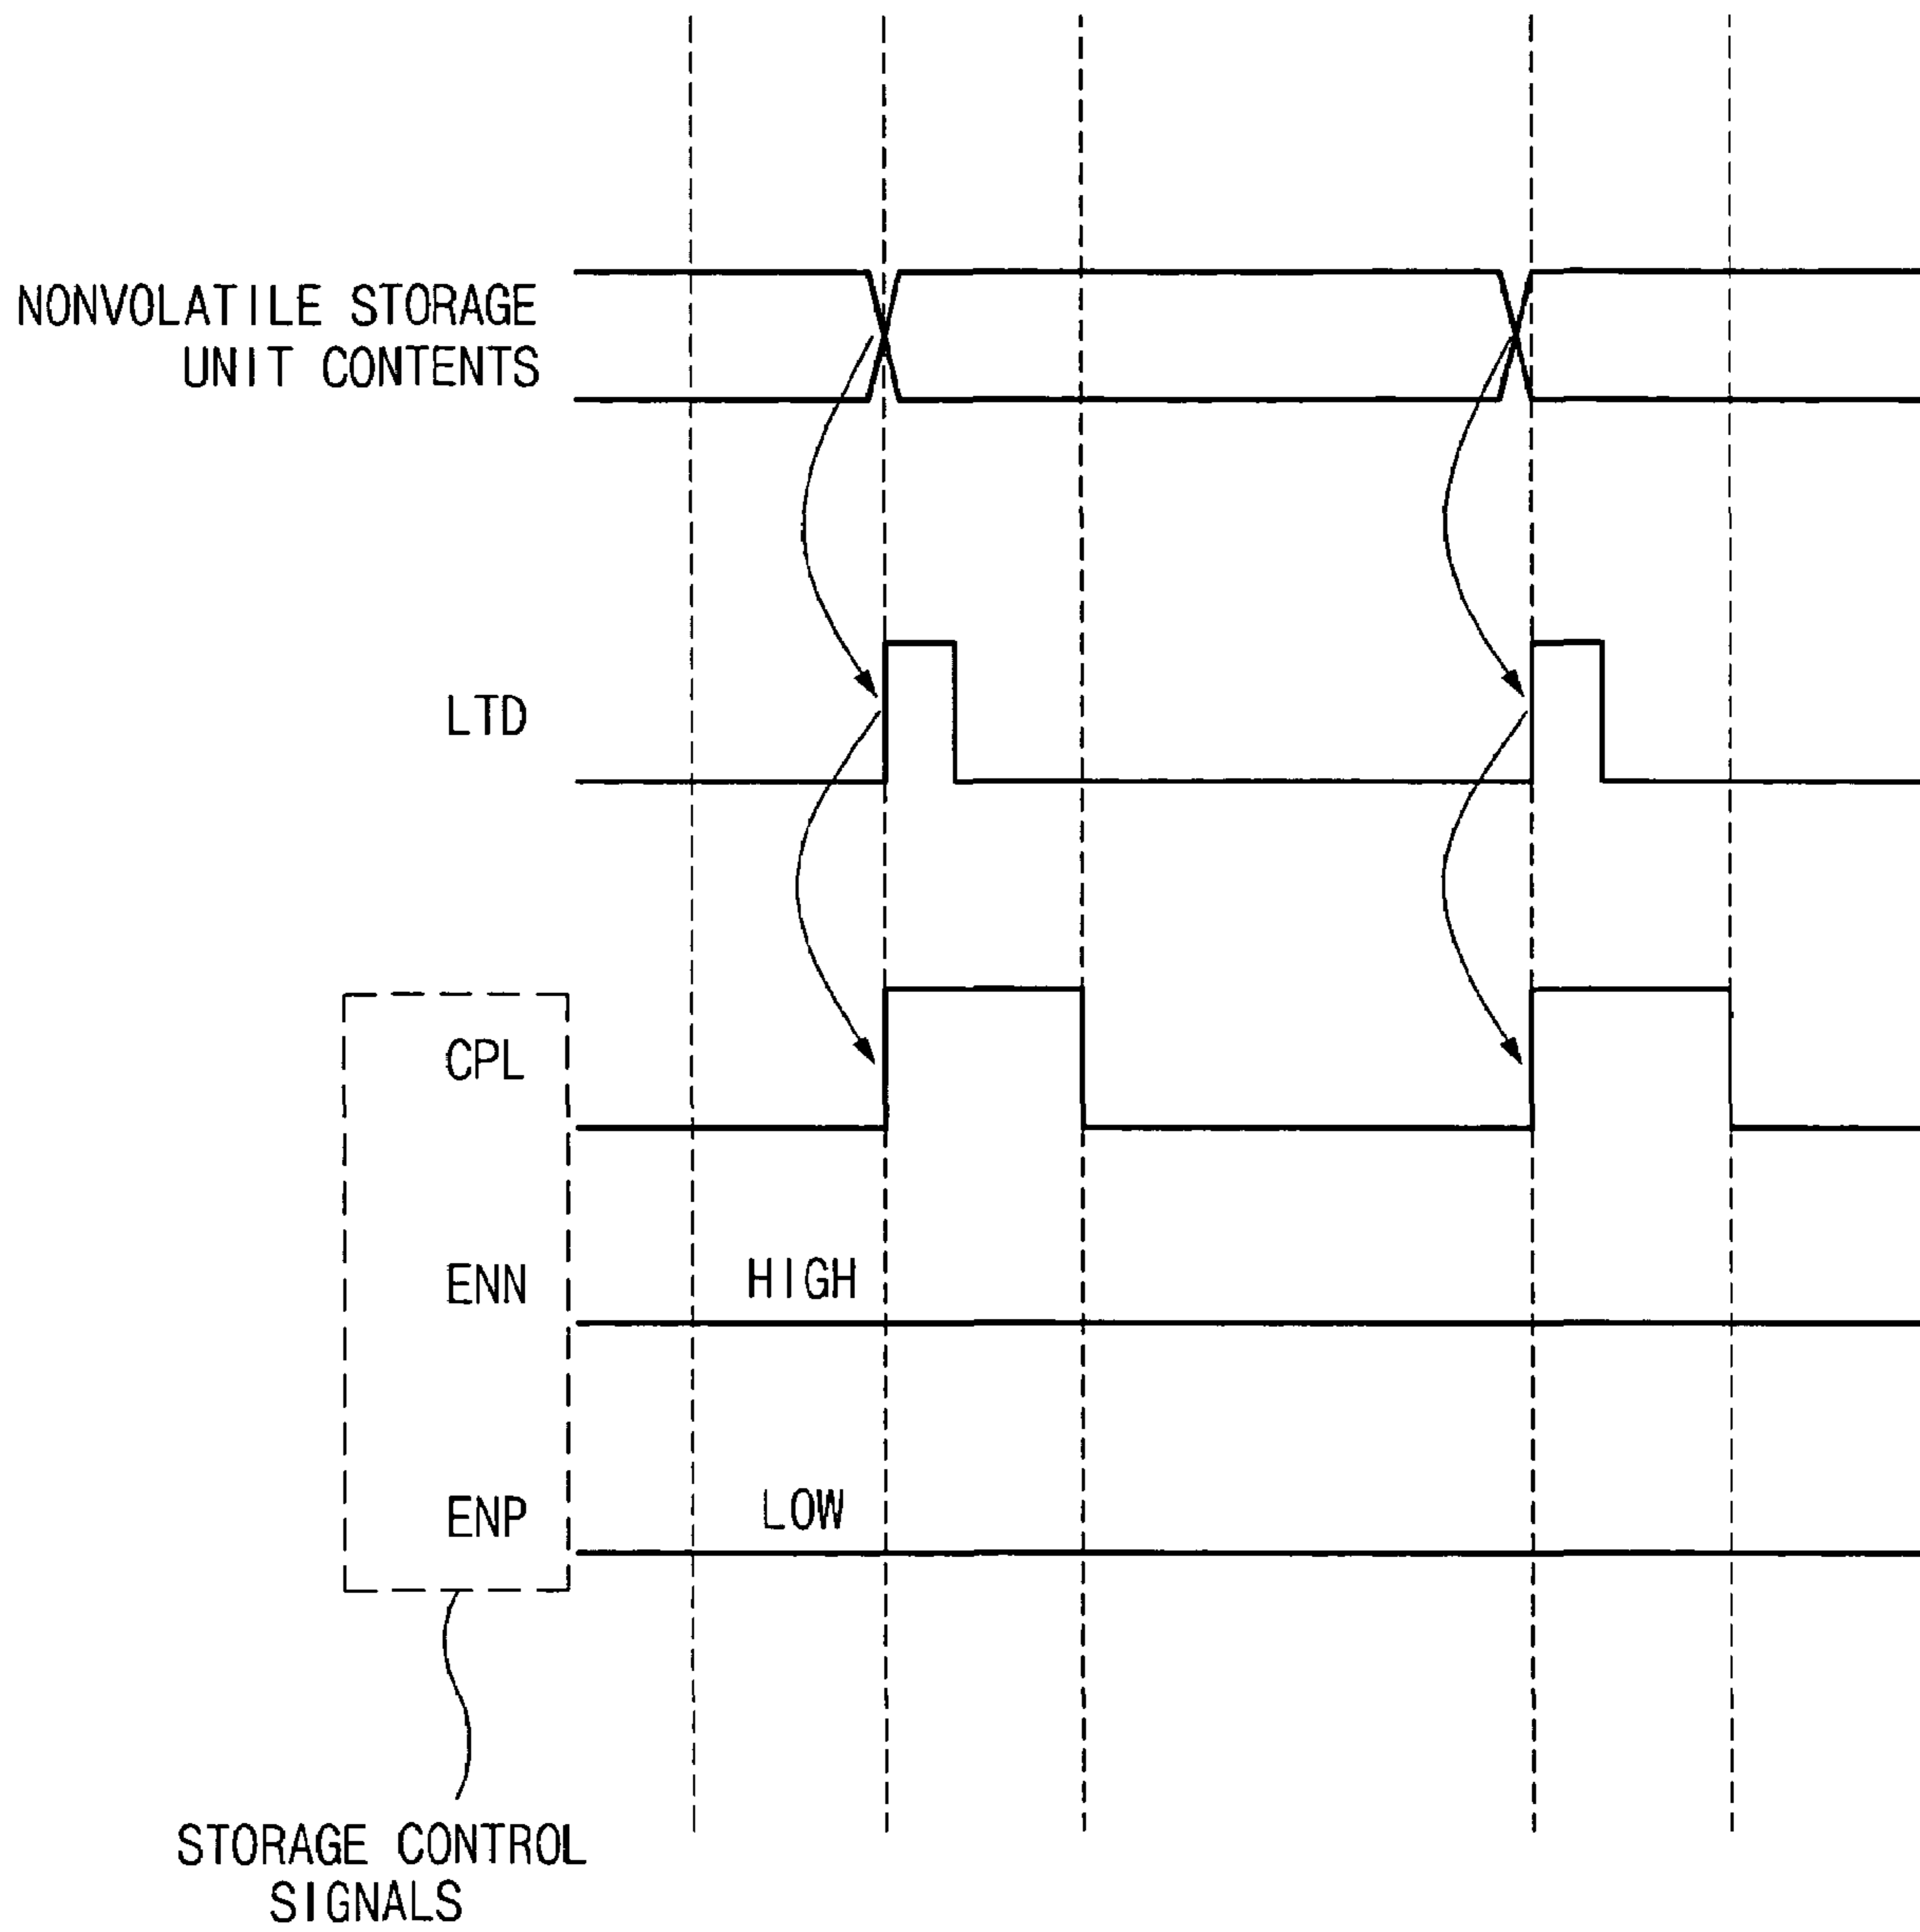 NONVOLATILE STORAGE
UNIT CONTENTS
LTD
CPL
ENN
HIGH
ENP
LOW
STORAGE CONTROL
SIGNALS